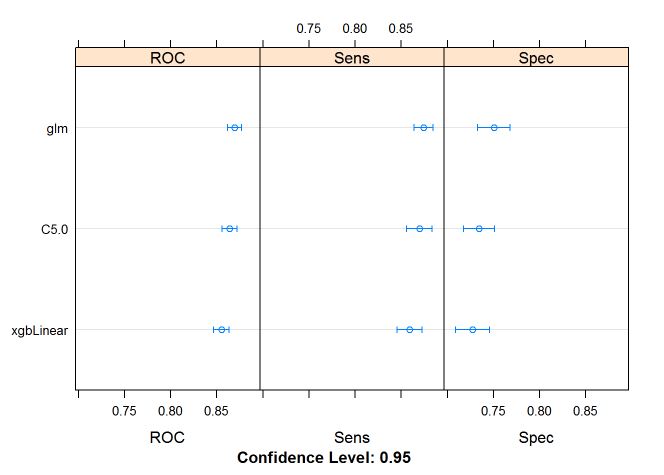 0.75 0.80 0.85
ROC Sens Spec
glm
C5.0
xgbLinear
0.75 0.80 0.85 0.75 0.80 0.85
ROC Sens Spec
Confidence Level: 0.95